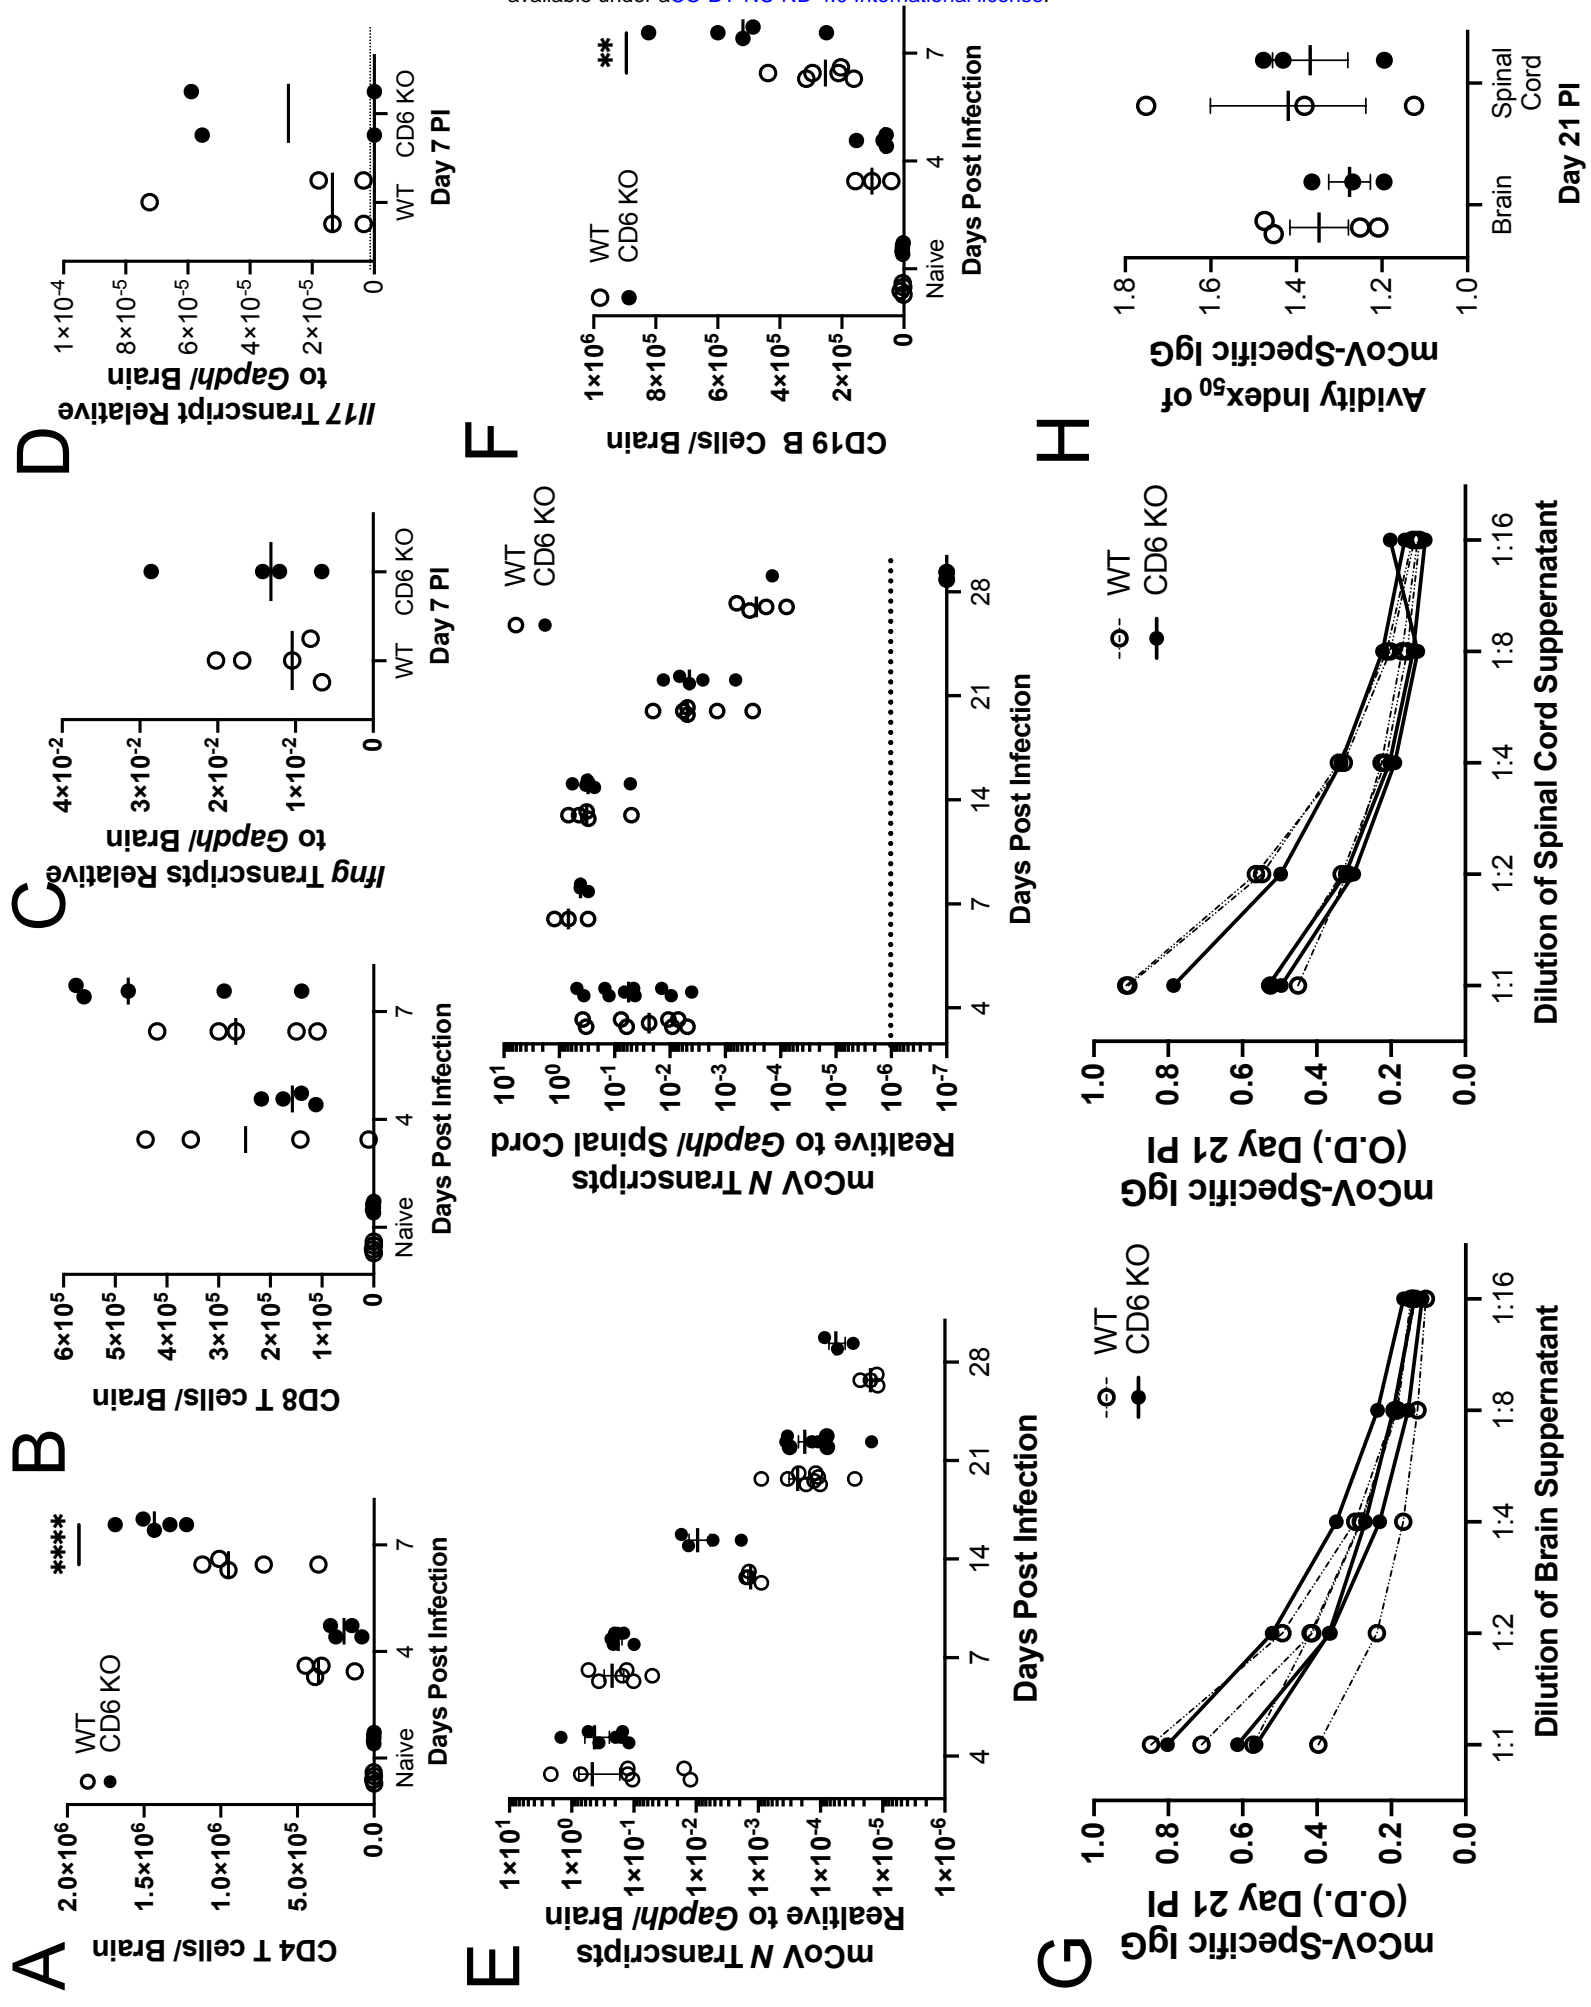 available under aCC-BY-NC-ND 4.0 International license.
A
CD4 T cells/ Brain
2.0×10⁶
1.5×10⁶
1.0×10⁶
5.0×10⁵
0.0
WT
CD6 KO
****
Naive
4
7
Days Post Infection
B
CD8 T cells/ Brain
6×10⁵
5×10⁵
4×10⁵
3×10⁵
2×10⁵
1×10⁵
0
Naive
4
7
Days Post Infection
C
Ifng Transcripts Relative
to Gapdh/ Brain
4×10⁻²
3×10⁻²
2×10⁻²
1×10⁻²
0
WT
CD6 KO
Day 7 PI
D
Il17 Transcript Relative
to Gapdh/ Brain
1×10⁻⁴
8×10⁻⁵
6×10⁻⁵
4×10⁻⁵
2×10⁻⁵
0
WT
CD6 KO
Day 7 PI
E
mCoV N Transcripts
Realtive to Gapdh/ Brain
1×10¹
1×10⁰
1×10⁻¹
1×10⁻²
1×10⁻³
1×10⁻⁴
1×10⁻⁵
1×10⁻⁶
4
7
14
21
28
Days Post Infection
mCoV N Transcripts
Realtive to Gapdh/ Spinal Cord
10¹
10⁰
10⁻¹
10⁻²
10⁻³
10⁻⁴
10⁻⁵
10⁻⁶
10⁻⁷
WT
CD6 KO
4
7
14
21
28
Days Post Infection
F
CD19 B Cells/ Brain
1×10⁶
8×10⁵
6×10⁵
4×10⁵
2×10⁵
0
WT
CD6 KO
**
Naive
4
7
Days Post Infection
G
mCoV-Specific IgG
(O.D.) Day 21 PI
1.0
0.8
0.6
0.4
0.2
0.0
WT
CD6 KO
1:1
1:2
1:4
1:8
1:16
Dilution of Brain Suppernatant
mCoV-Specific IgG
(O.D.) Day 21 PI
1.0
0.8
0.6
0.4
0.2
0.0
WT
CD6 KO
1:1
1:2
1:4
1:8
1:16
Dilution of Spinal Cord Suppernatant
H
Avidity Index₅₀ of
mCoV-Specific IgG
1.8
1.6
1.4
1.2
1.0
Brain
Spinal
Cord
Day 21 PI